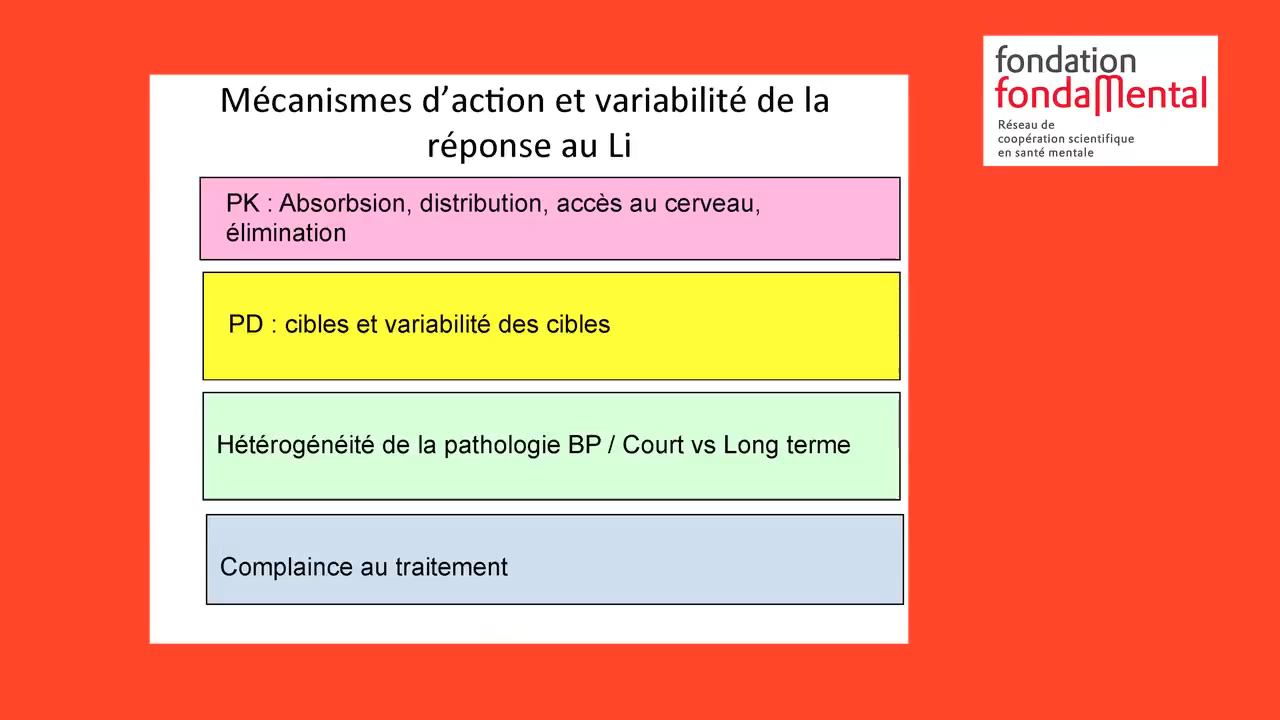 Mécanismes d'action et variabilité de la
réponse au Li
PK : Absorbsion, distribution, accès au cerveau,
élimination
PD : cibles et variabilité des cibles
Hétérogénéité de la pathologie BP / Court vs Long terme
Complaince au traitement
fondation
fondaMental
Réseau de
coopération scientifique
en santé mentale